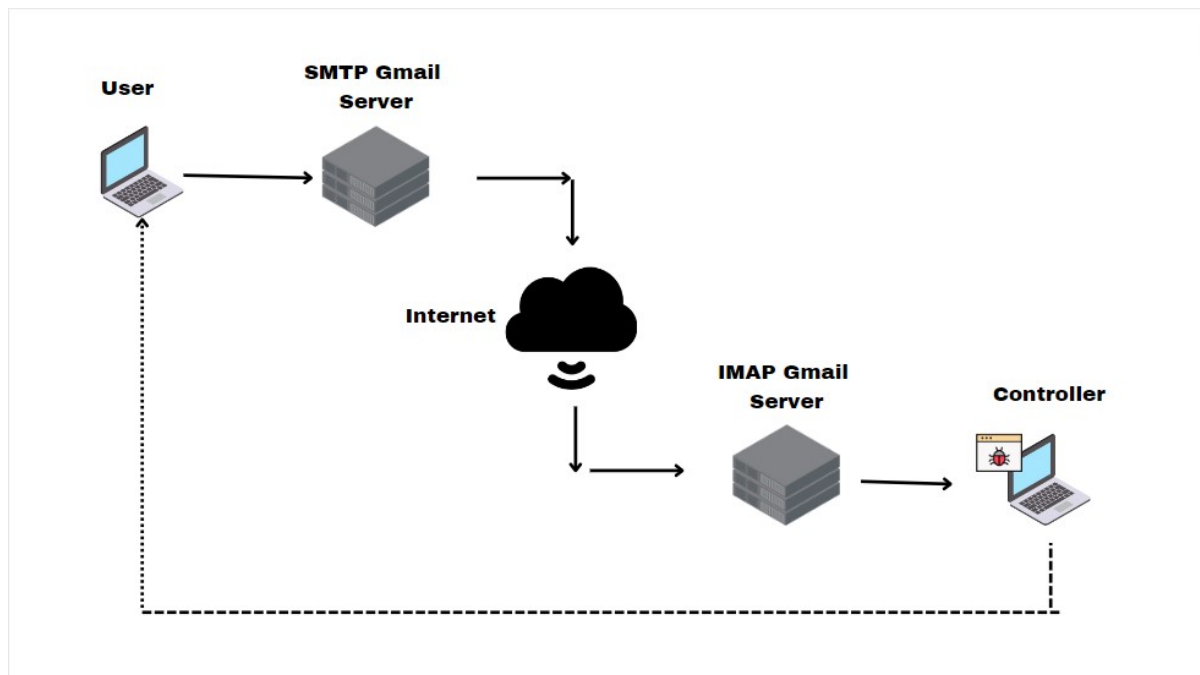 User
SMTP Gmail
Server
Internet
IMAP Gmail
Server
Controller